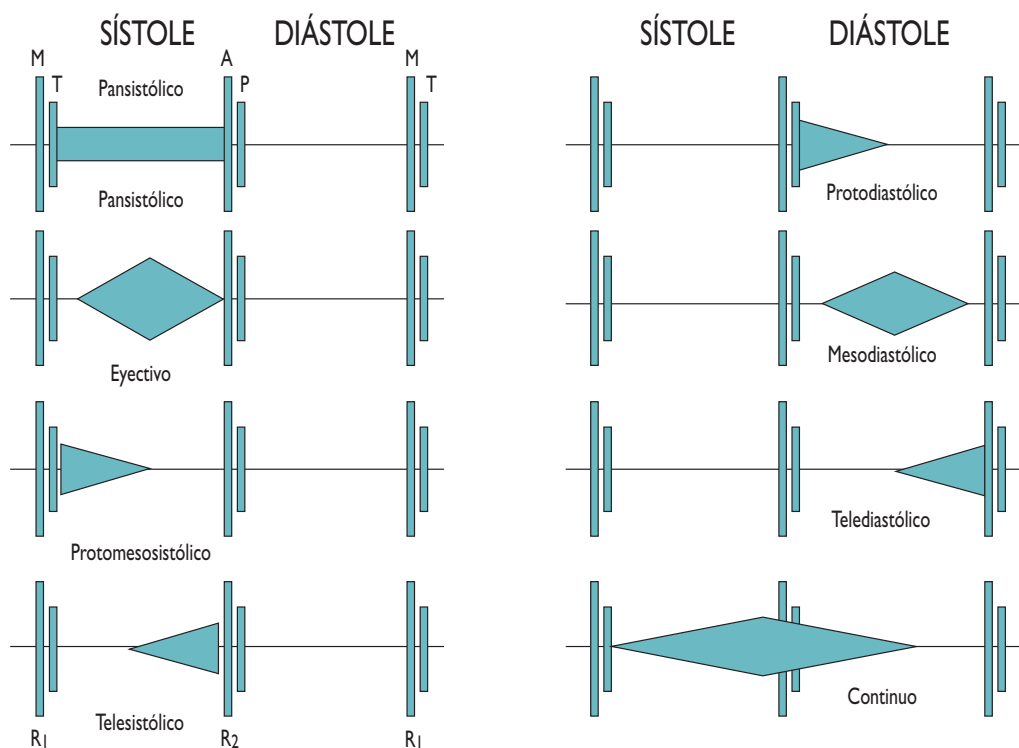 SÍSTOLE DIÁSTOLE
M A M
T P T
Pansistólico
Pansistólico
Eyectivo
Protomesosistólico
Telesistólico
R1 R2 R1
SÍSTOLE DIÁSTOLE
Protodiastólico
Mesodiastólico
Telediastólico
Continuo